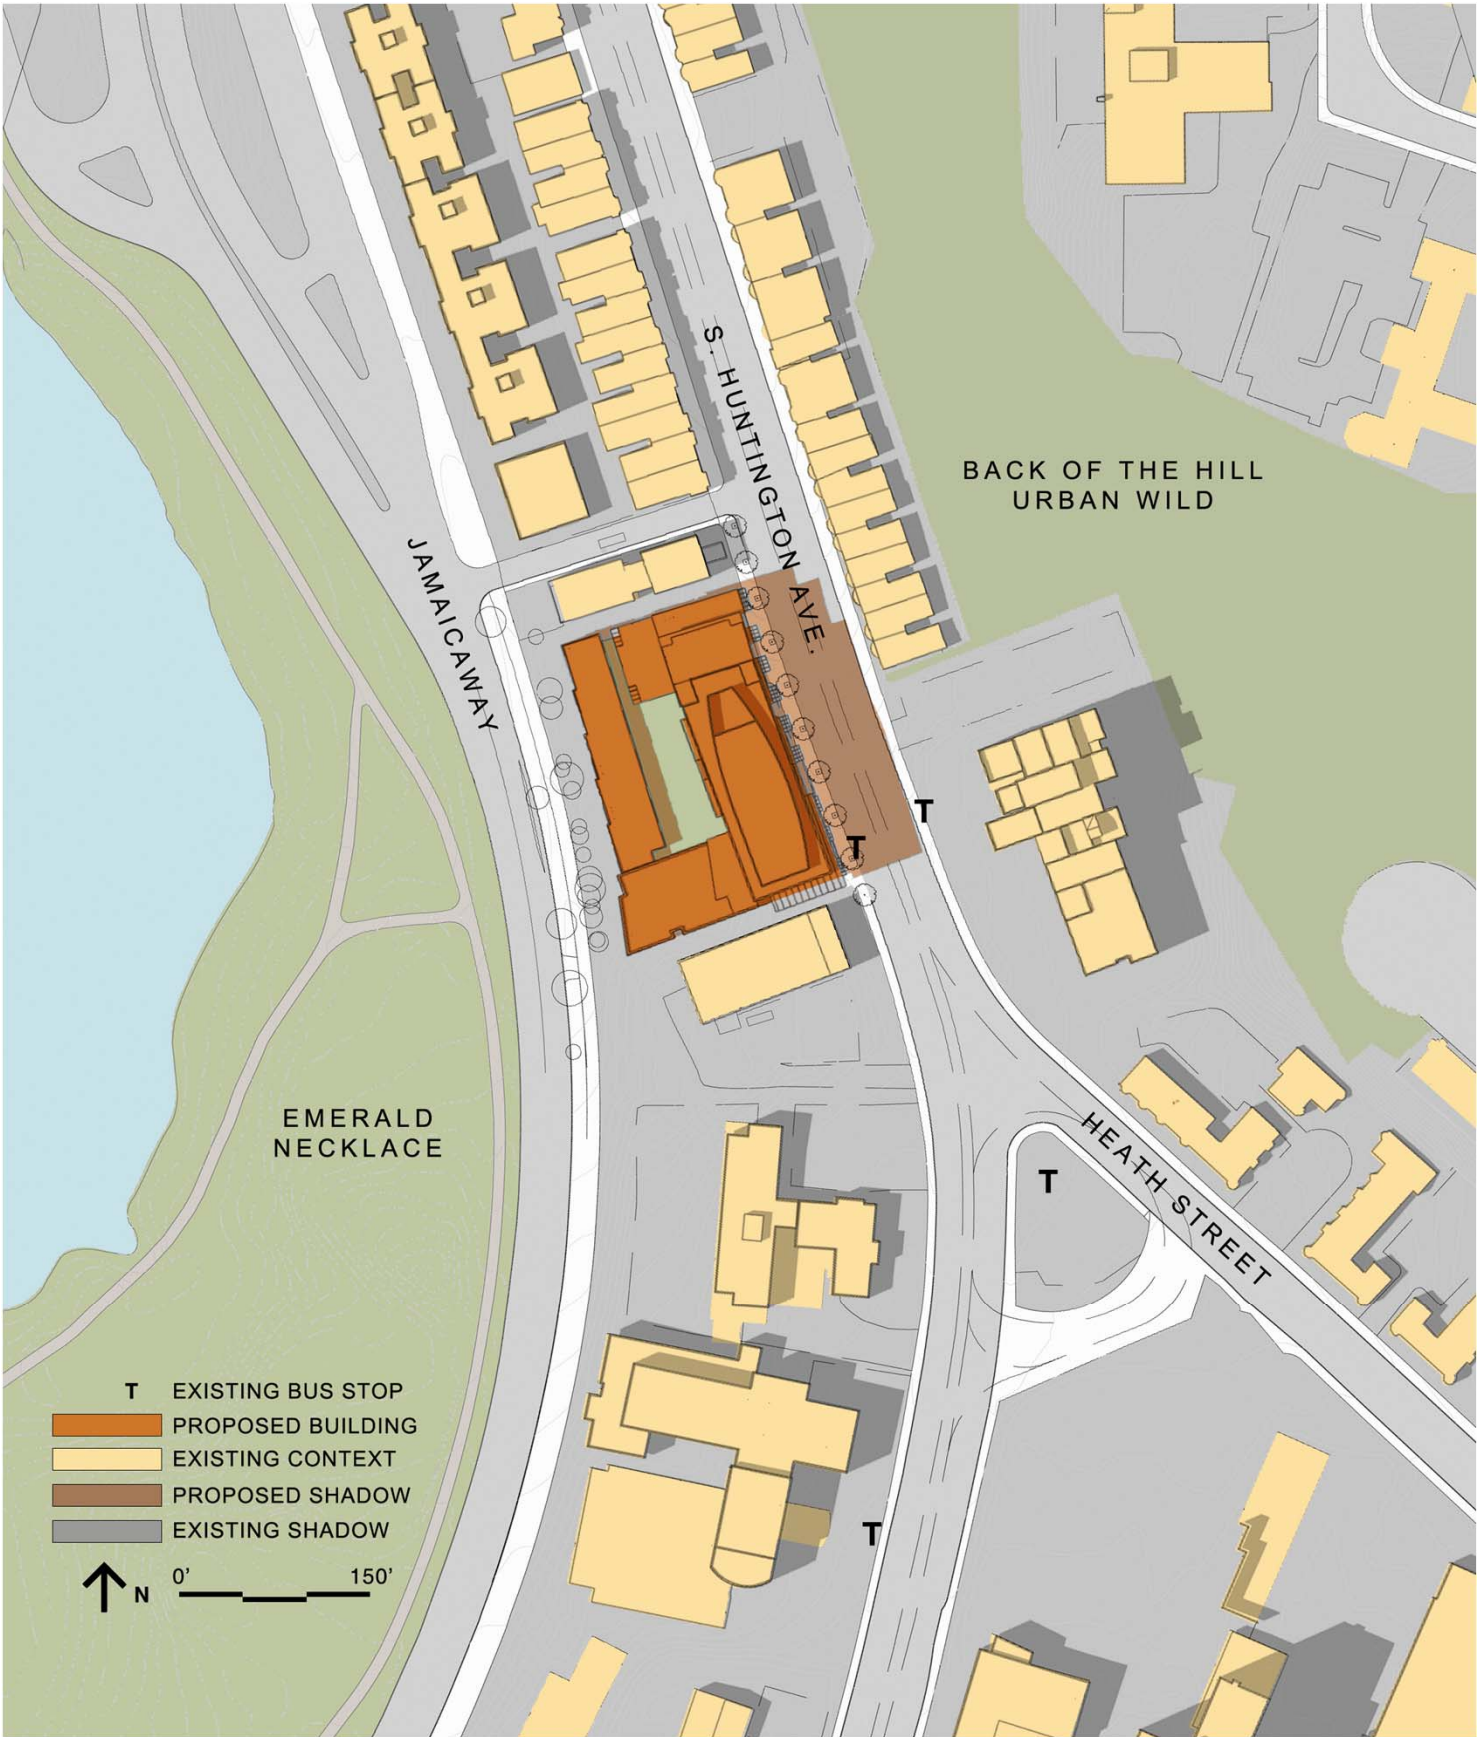 S. HUNTINGTON AVE.
BACK OF THE HILL
URBAN WILD
JAMAICAWAY
T
T
EMERALD
NECKLACE
HEATH STREET
T
T EXISTING BUS STOP
PROPOSED BUILDING
EXISTING CONTEXT
PROPOSED SHADOW
EXISTING SHADOW
T
N 0' 150'